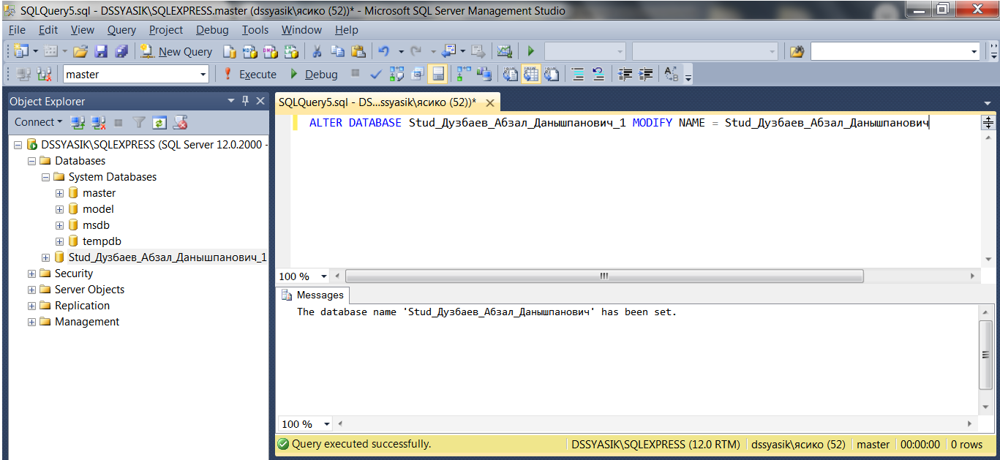 SQLQuery5.sql - DSSYASIK\SQLEXPRESS.master (dssyasik\ясико (52))* - Microsoft SQL Server Management Studio
File Edit View Query Project Debug Tools Window Help
New Query
master Execute Debug
Object Explorer
Connect
DSSYASIK\SQLEXPRESS (SQL Server 12.0.2000 -
Databases
System Databases
master
model
msdb
tempdb
Stud_Дузбаев_Абзал_Данышпанович_1
Security
Server Objects
Replication
Management
SQLQuery5.sql - DS...ssyasik\ясико (52))*
ALTER DATABASE Stud_Дузбаев_Абзал_Данышпанович_1 MODIFY NAME = Stud_Дузбаев_Абзал_Данышпанович
100 %
Messages
The database name 'Stud_Дузбаев_Абзал_Данышпанович' has been set.
100 %
Query executed successfully. DSSYASIK\SQLEXPRESS (12.0 RTM) dssyasik\ясико (52) master 00:00:00 0 rows